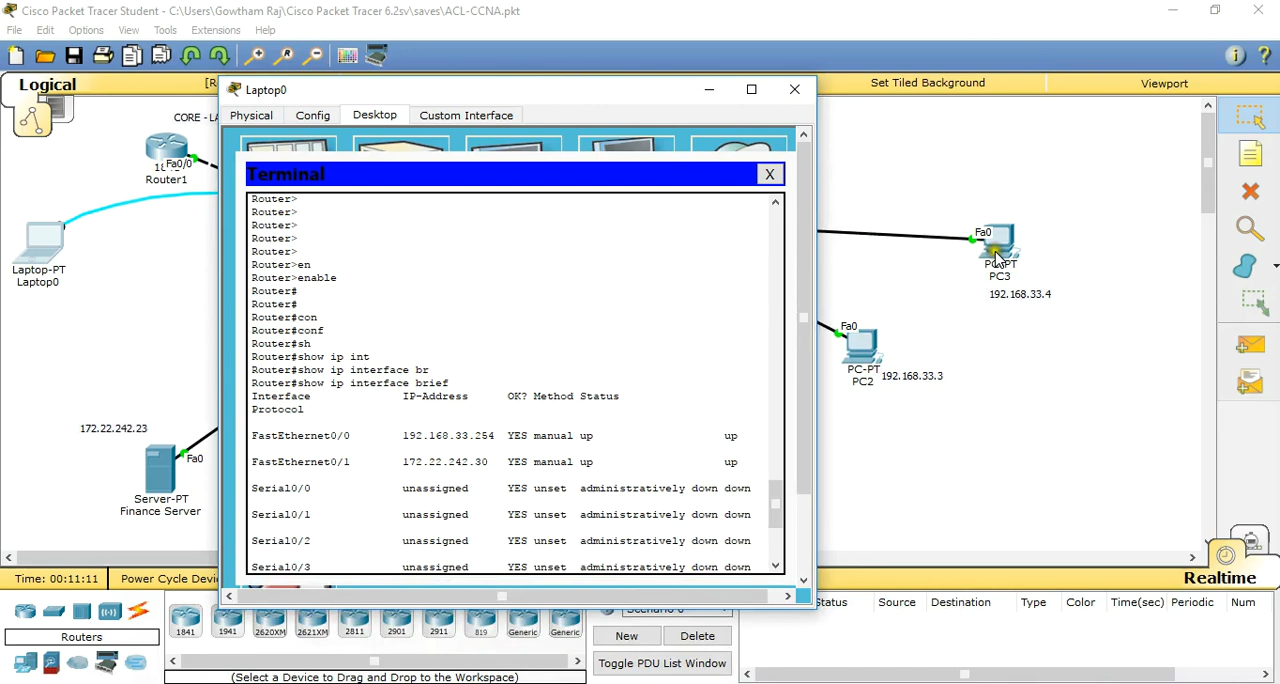 Cisco Packet Tracer Student - C:\Users\Gowtham Raj\Cisco Packet Tracer 6.2sv\saves\ACL-CCNA.pkt
File Edit Options View Tools Extensions Help
Logical
Set Tiled Background
Viewport
Laptop0
Physical Config Desktop Custom Interface
Terminal
X
Router>
Router>
Router>
Router>
Router>
Router>en
Router>enable
Router#
Router#
Router#con
Router#conf
Router#sh
Router#show ip int
Router#show ip interface br
Router#show ip interface brief
Interface IP-Address OK? Method Status
Protocol
FastEthernet0/0 192.168.33.254 YES manual up up
FastEthernet0/1 172.22.242.30 YES manual up up
Serial0/0 unassigned YES unset administratively down down
Serial0/1 unassigned YES unset administratively down down
Serial0/2 unassigned YES unset administratively down down
Serial0/3 unassigned YES unset administratively down down
Fa0/0
Router1
Laptop-PT
Laptop0
172.22.242.23
Fa0
Server-PT
Finance Server
Fa0
PC3
192.168.33.4
Fa0
PC-PT
PC2
192.168.33.3
Time: 00:11:11
Realtime
Routers
1841 1941 2620XM 2621XM 2811 2901 2911 819 Generic Generic
(Select a Device to Drag and Drop to the Workspace)
New Delete
Toggle PDU List Window
Source Destination Type Color Time(sec) Periodic Num